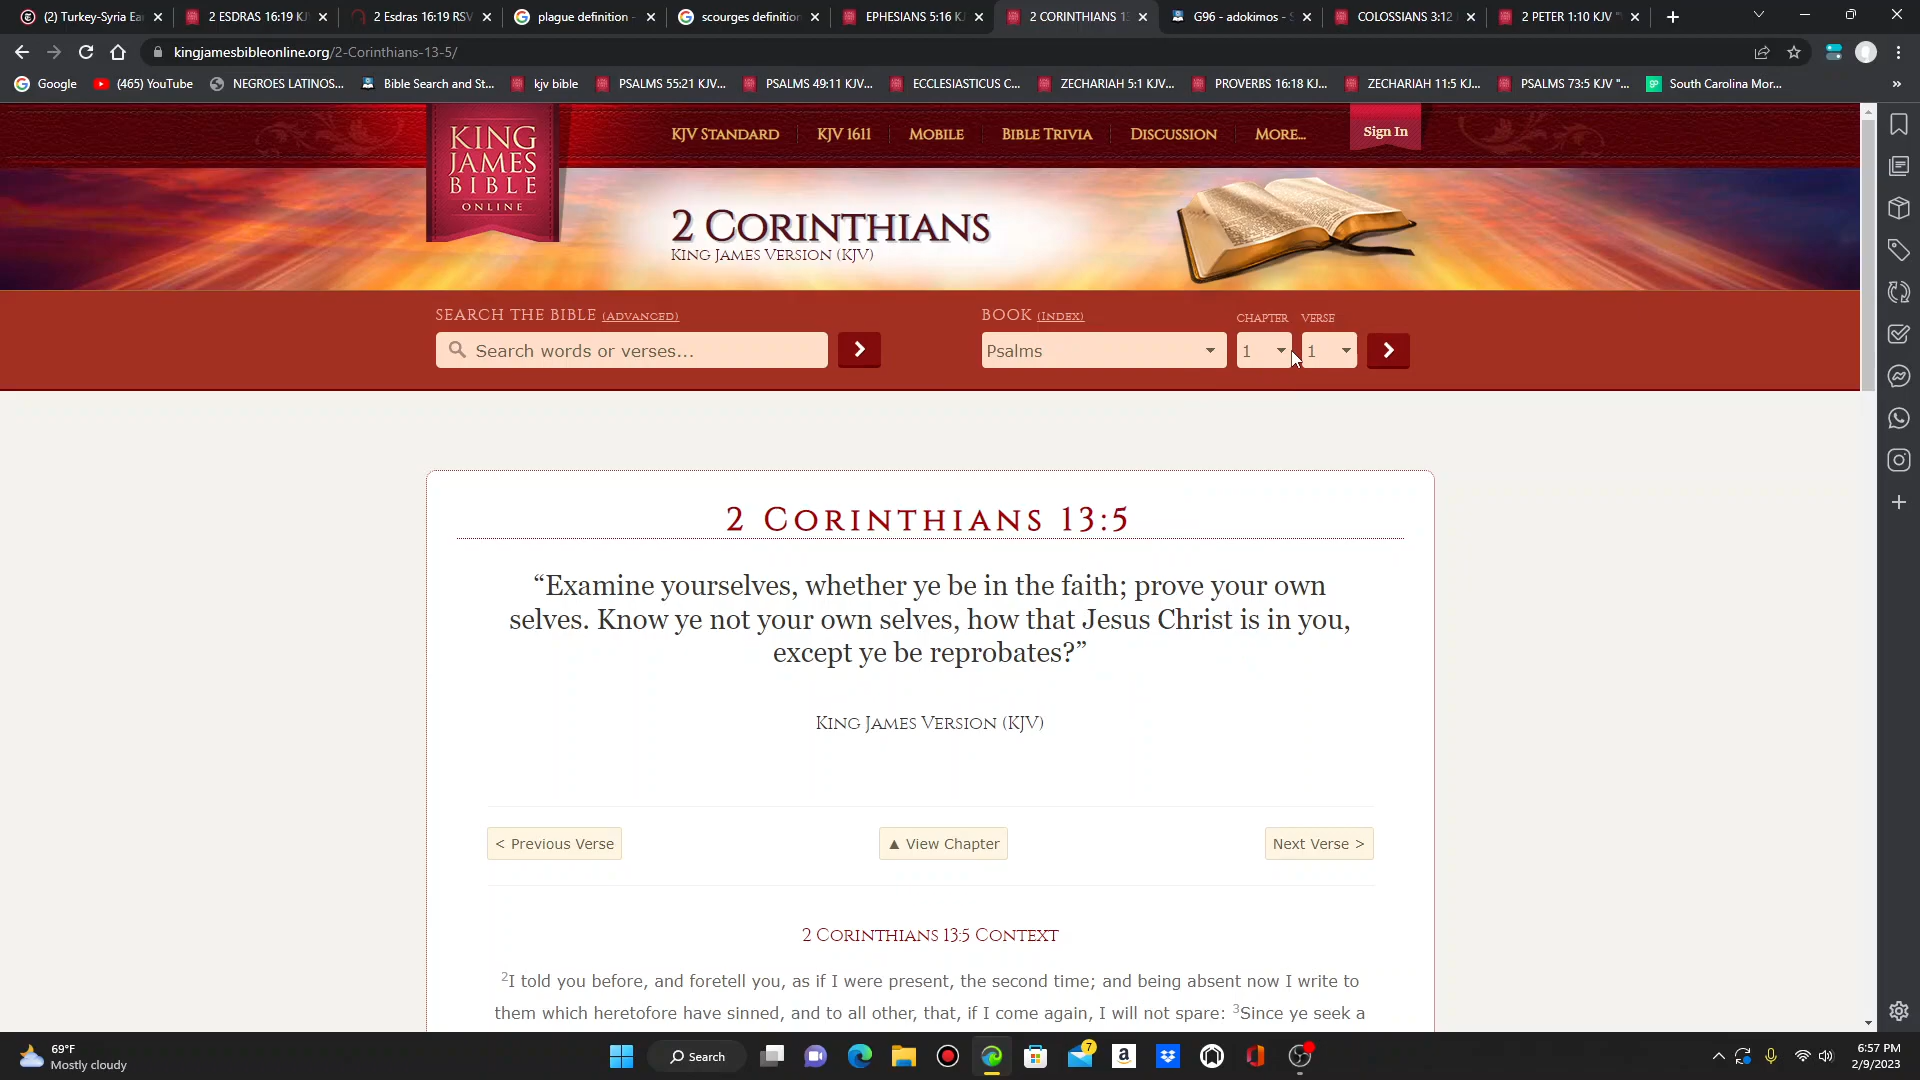 (2) Turkey-Syria Ea
2 ESDRAS 16:19 KJ
2 Esdras 16:19 RSV
plague definition -
scourges definition
EPHESIANS 5:16 KJ
2 CORINTHIANS 13
G96 - adokimos - S
COLOSSIANS 3:12
2 PETER 1:10 KJV "
kingjamesbibleonline.org/2-Corinthians-13-5/
Google
(465) YouTube
NEGROES LATINOS...
Bible Search and St...
kjv bible
PSALMS 55:21 KJV...
PSALMS 49:11 KJV...
ECCLESIASTICUS C...
ZECHARIAH 5:1 KJV...
PROVERBS 16:18 KJ...
ZECHARIAH 11:5 KJ...
PSALMS 73:5 KJV "...
South Carolina Mor...
»
KING
JAMES
BIBLE
ONLINE
KJV STANDARD
KJV 1611
MOBILE
BIBLE TRIVIA
DISCUSSION
MORE...
Sign In
2 CORINTHIANS
KING JAMES VERSION (KJV)
SEARCH THE BIBLE (ADVANCED)
BOOK (INDEX)
CHAPTER
VERSE
Search words or verses...
Psalms
1
1
2 CORINTHIANS 13:5
“Examine yourselves, whether ye be in the faith; prove your own
selves. Know ye not your own selves, how that Jesus Christ is in you,
except ye be reprobates?”
KING JAMES VERSION (KJV)
< Previous Verse
▲ View Chapter
Next Verse >
2 CORINTHIANS 13:5 CONTEXT
2I told you before, and foretell you, as if I were present, the second time; and being absent now I write to
them which heretofore have sinned, and to all other, that, if I come again, I will not spare: 3Since ye seek a
69°F
Mostly cloudy
Search
7
6:57 PM
2/9/2023